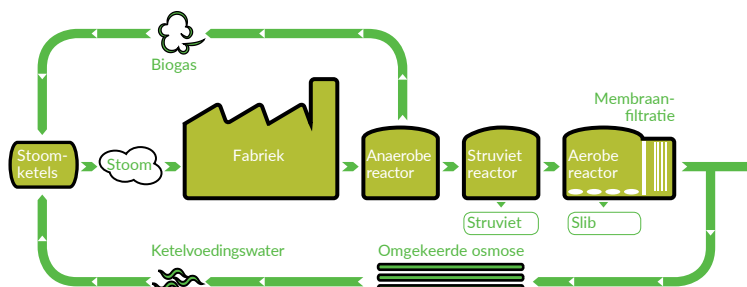 Biogas
Membraan-
filtratie
Stoom-
ketels
Stoom
Fabriek
Anaerobe
reactor
Struviet
reactor
Aerobe
reactor
Struviet
Slib
Ketelvoedingswater
Omgekeerde osmose